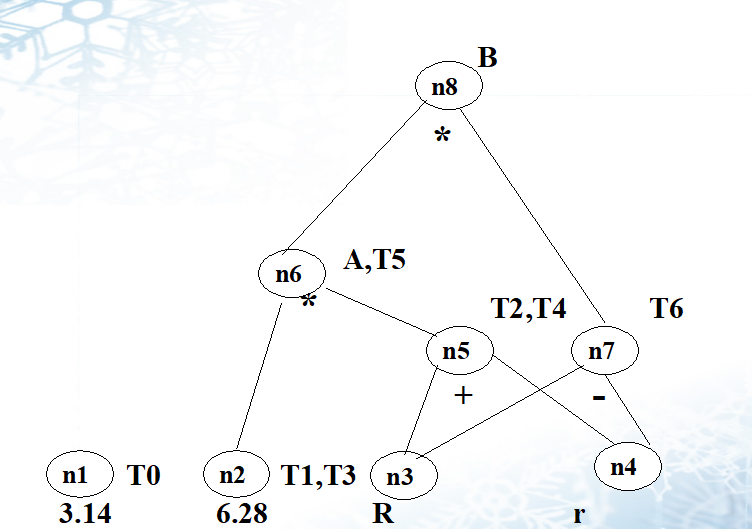 B
n8
*
A,T5
n6
*
T2,T4
T6
n5
n7
+
-
n1
T0
n2
T1,T3
n3
n4
3.14
6.28
R
r